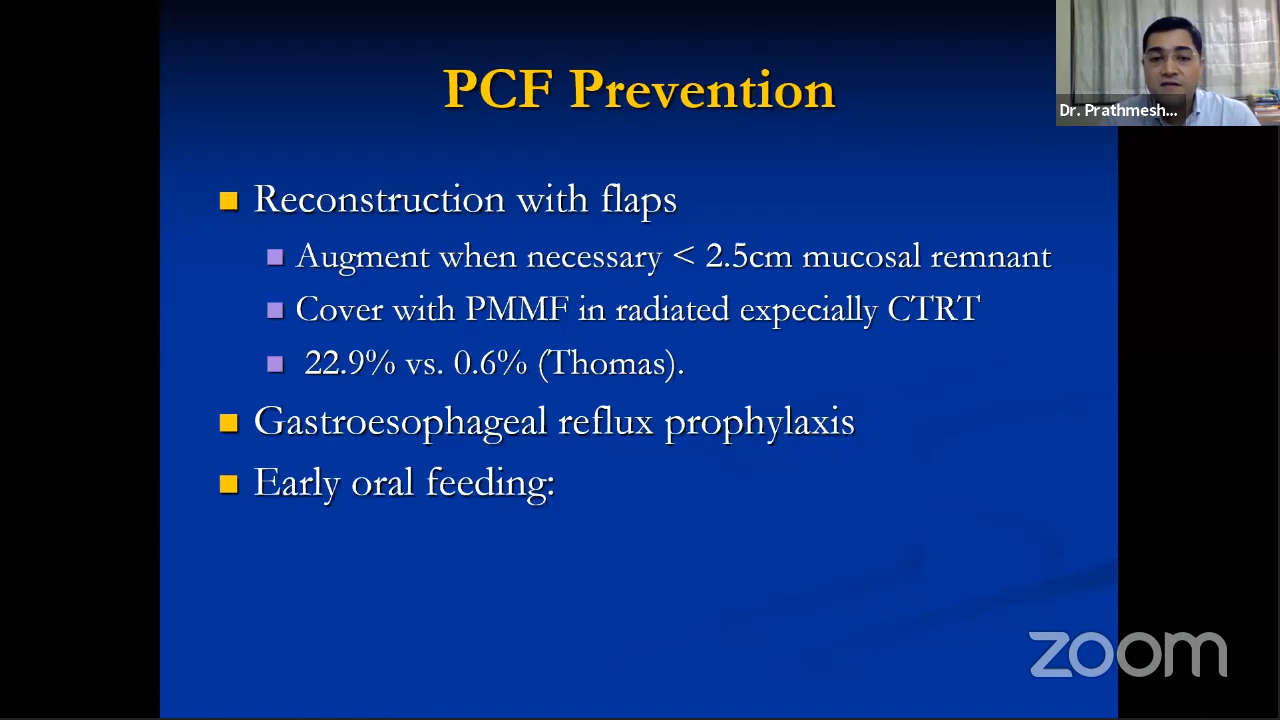 PCF Prevention
Dr. Prathmesh...
Reconstruction with flaps
Augment when necessary < 2.5cm mucosal remnant
Cover with PMMF in radiated expecially CTRT
22.9% vs. 0.6% (Thomas).
Gastroesophageal reflux prophylaxis
Early oral feeding:
zoom